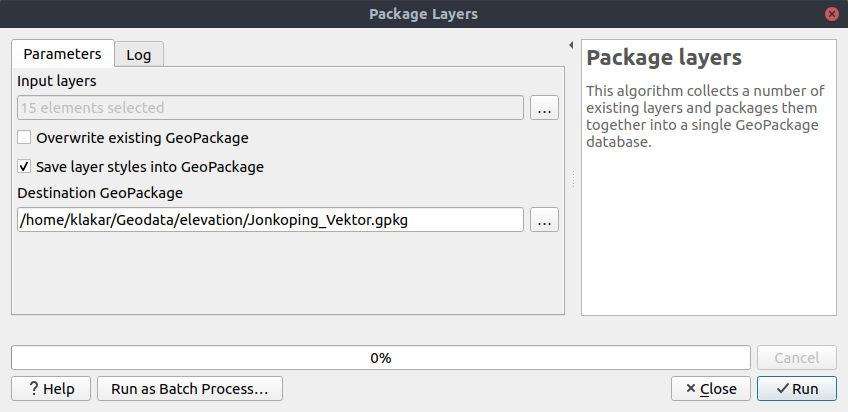 Package Layers
Parameters
Log
Input layers
15 elements selected
...
Overwrite existing GeoPackage
Save layer styles into GeoPackage
Destination GeoPackage
/home/klakar/Geodata/elevation/Jonkoping_Vektor.gpkg
...
Package layers
This algorithm collects a number of
existing layers and packages them
together into a single GeoPackage
database.
0%
Cancel
? Help
Run as Batch Process...
Close
Run